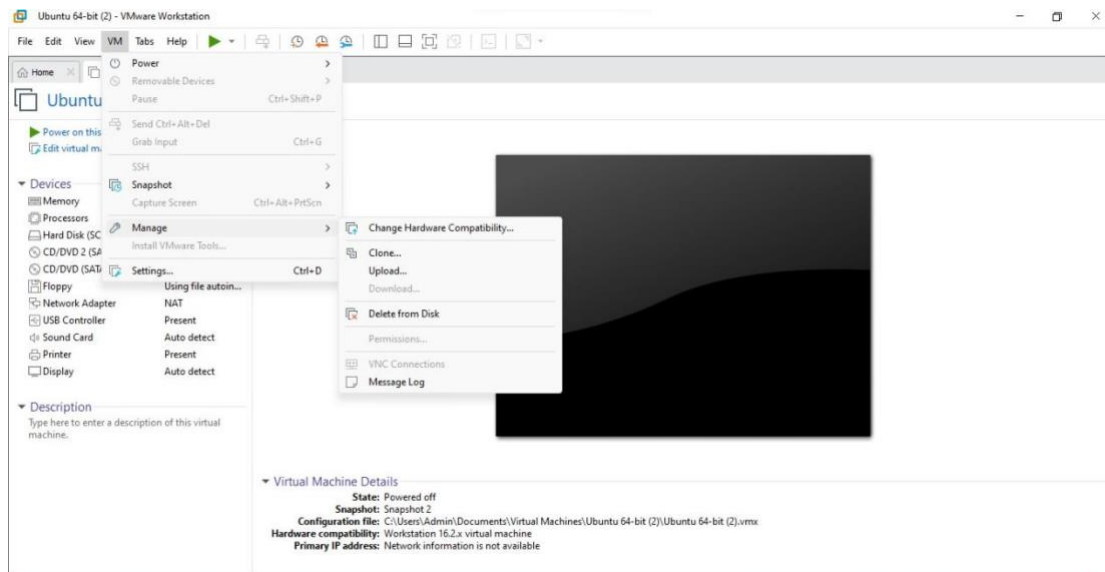 Ubuntu 64-bit (2) - VMware Workstation
File Edit View VM Tabs Help
Home
Ubuntu
Power on this
Edit virtual
Devices
Memory
Processors
Hard Disk (SC
CD/DVD 2 (SA
CD/DVD (SAT
Floppy Using file autoin...
Network Adapter NAT
USB Controller Present
Sound Card Auto detect
Printer Present
Display Auto detect
Description
Type here to enter a description of this virtual
machine.
Power
Removable Devices
Pause Ctrl+Shift+P
Send Ctrl+Alt+Del
Grab Input Ctrl+G
SSH
Snapshot
Capture Screen Ctrl+Alt+PrtScn
Manage
Install VMware Tools...
Settings... Ctrl+D
Change Hardware Compatibility...
Clone...
Upload...
Download...
Delete from Disk
Permissions...
VNC Connections
Message Log
Virtual Machine Details
State: Powered off
Snapshot: Snapshot 2
Configuration file: C:\Users\Admin\Documents\Virtual Machines\Ubuntu 64-bit (2)\Ubuntu 64-bit (2).vmx
Hardware compatibility: Workstation 16.2.x virtual machine
Primary IP address: Network information is not available